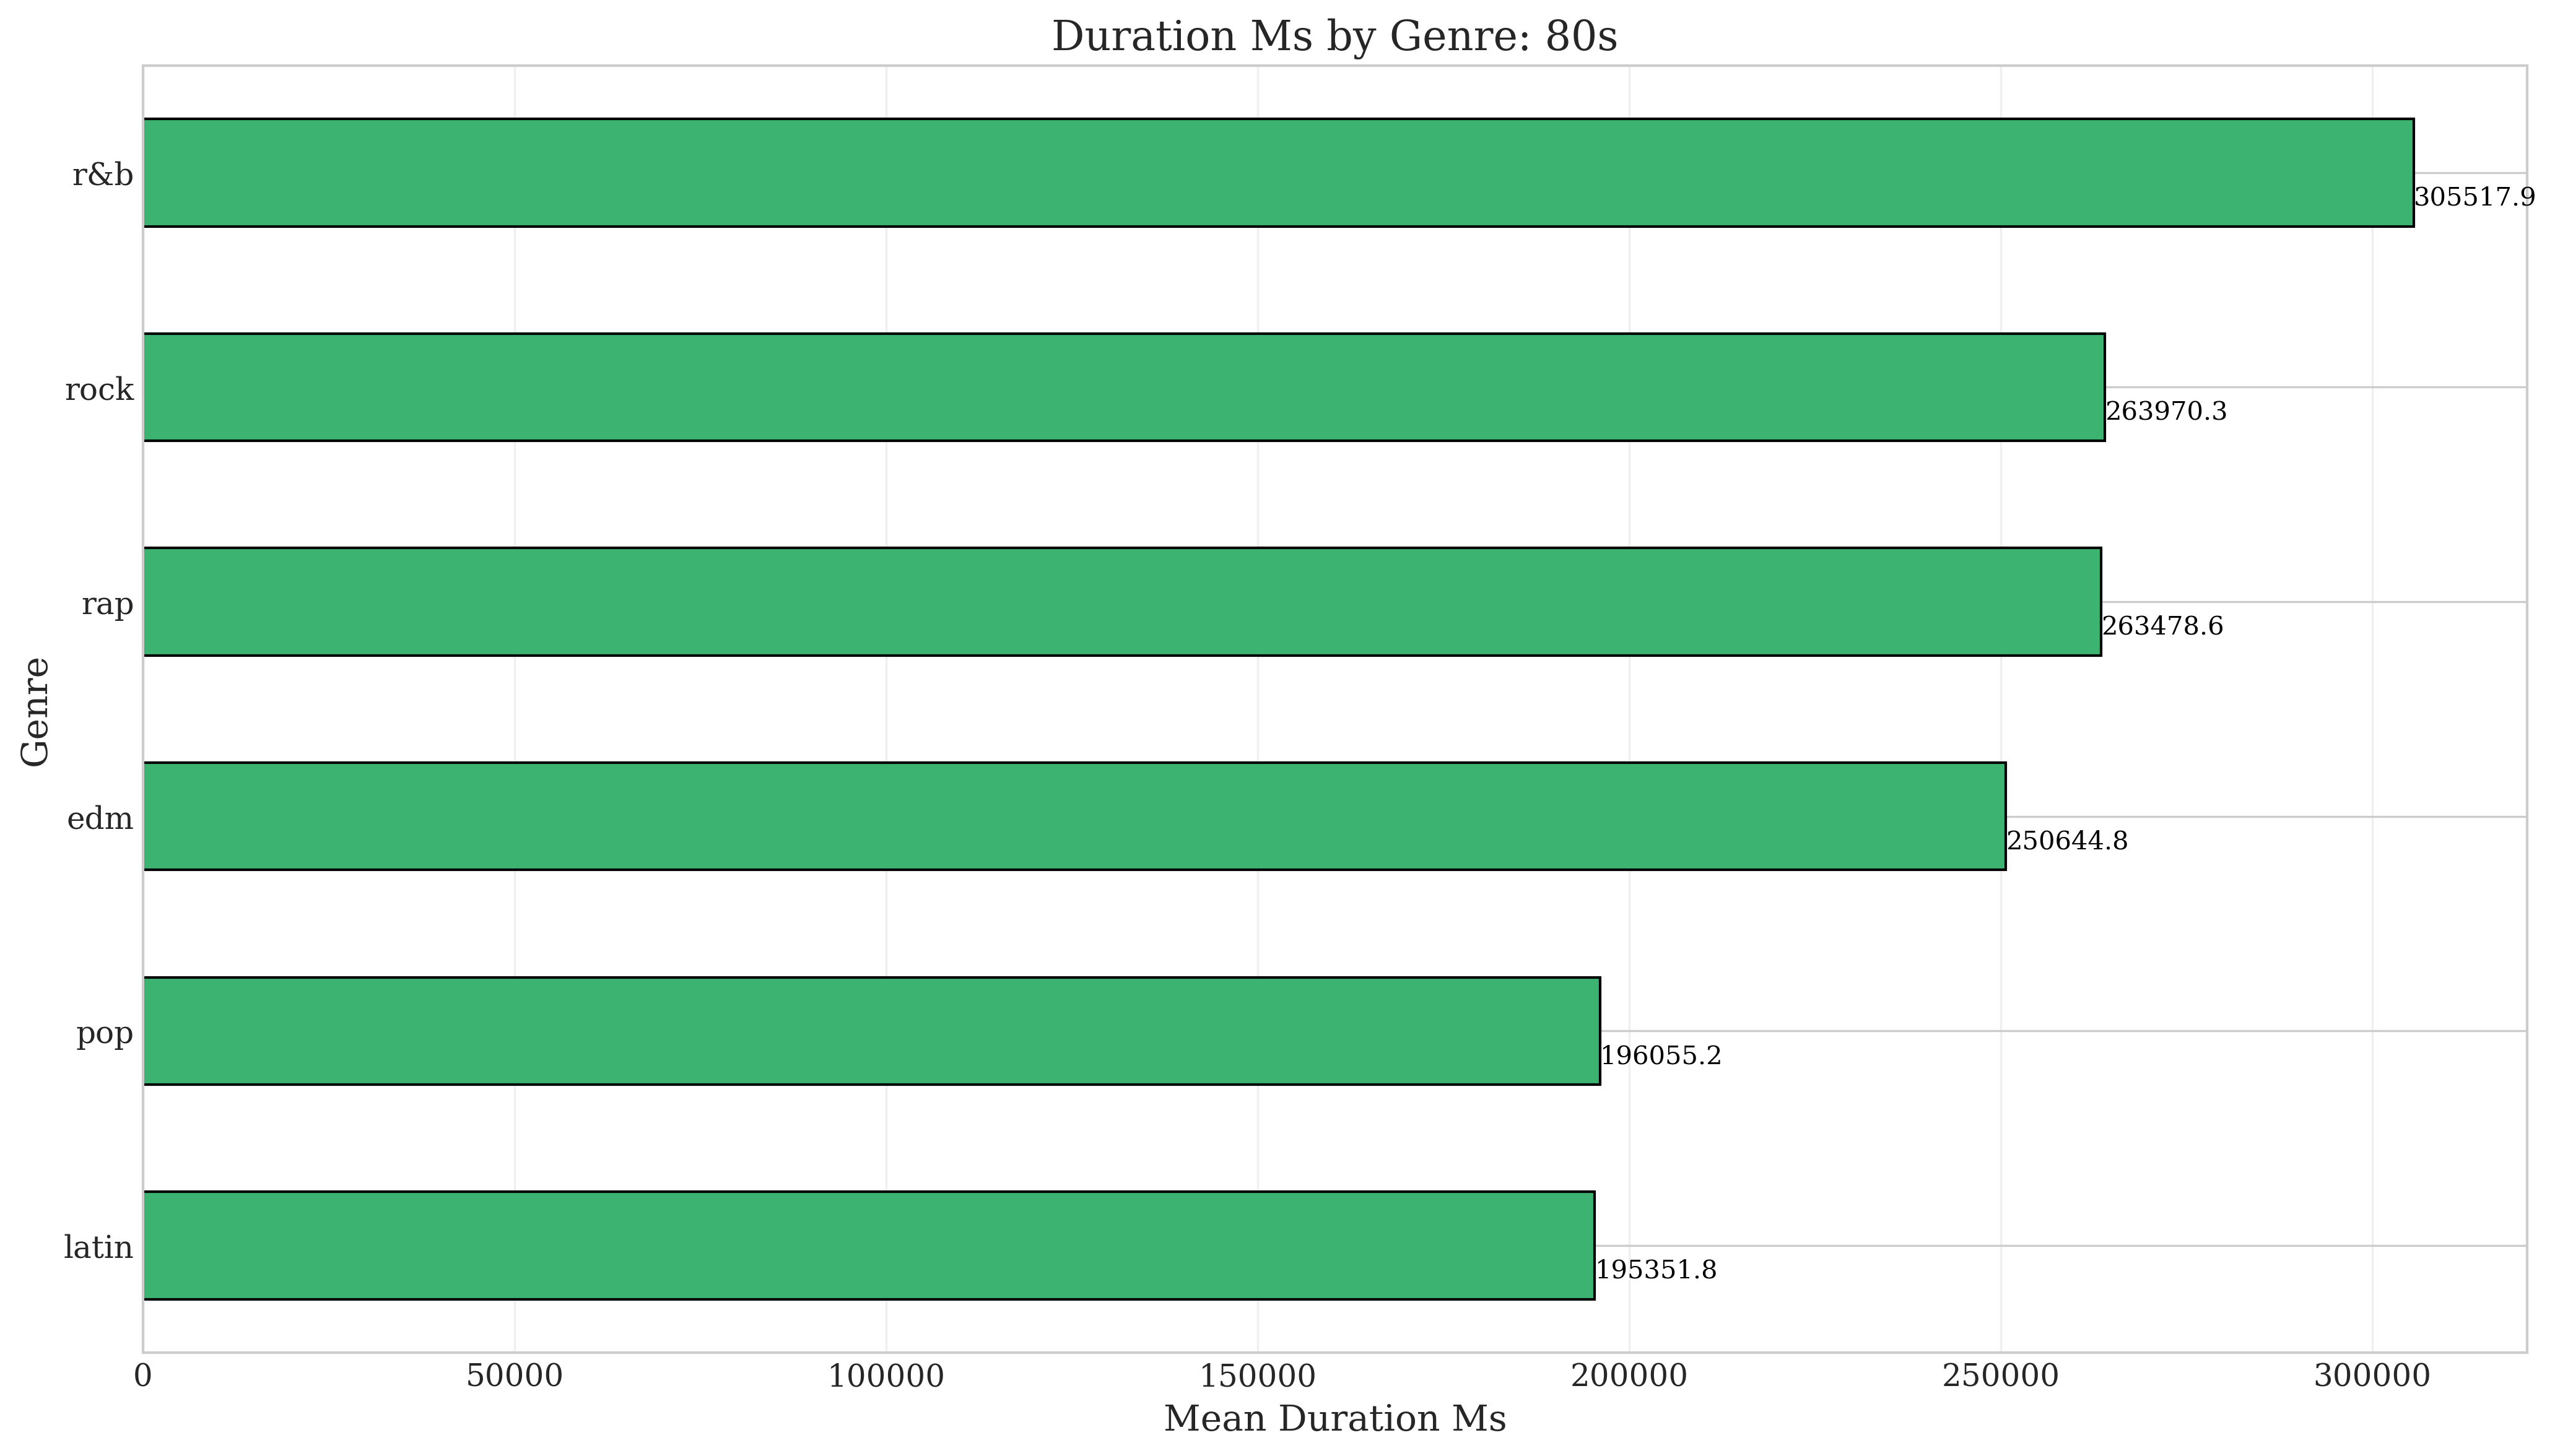 Duration Ms by Genre: 80s
r&b
305517.9
rock
263970.3
rap
263478.6
Genre
edm
250644.8
pop
196055.2
latin
195351.8
0 50000 100000 150000 200000 250000 300000
Mean Duration Ms